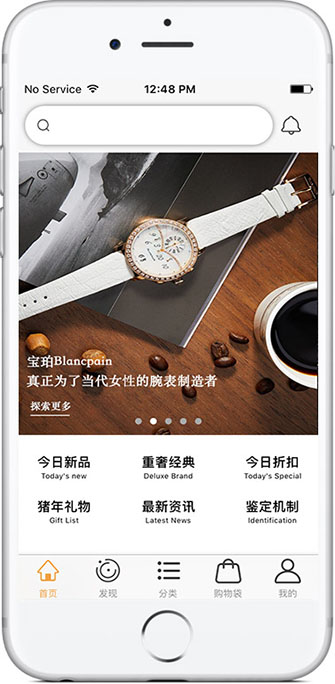 No Service 12:48 PM
宝珀Blancpain
真正为了当代女性的腕表制造者
探索更多
今日新品 重奢经典 今日折扣
Today's new Deluxe Brand Today's Special
猪年礼物 最新资讯 鉴定机制
Gift List Latest News Identification
首页 发现 分类 购物袋 我的